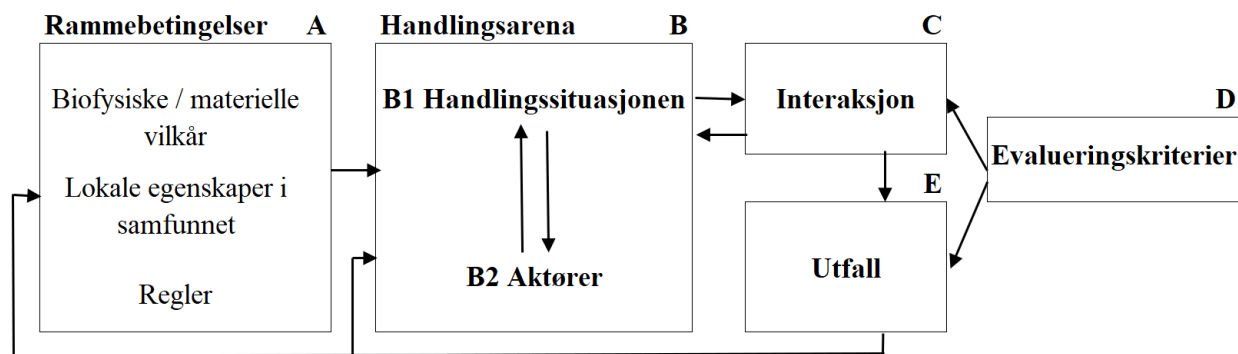 Rammebetingelser A
Biofysiske / materielle
vilkår
Lokale egenskaper i
samfunnet
Regler
Handlingsarena B
B1 Handlingssituasjonen
B2 Aktører
C
Interaksjon
D
Evalueringskriterier
E
Utfall